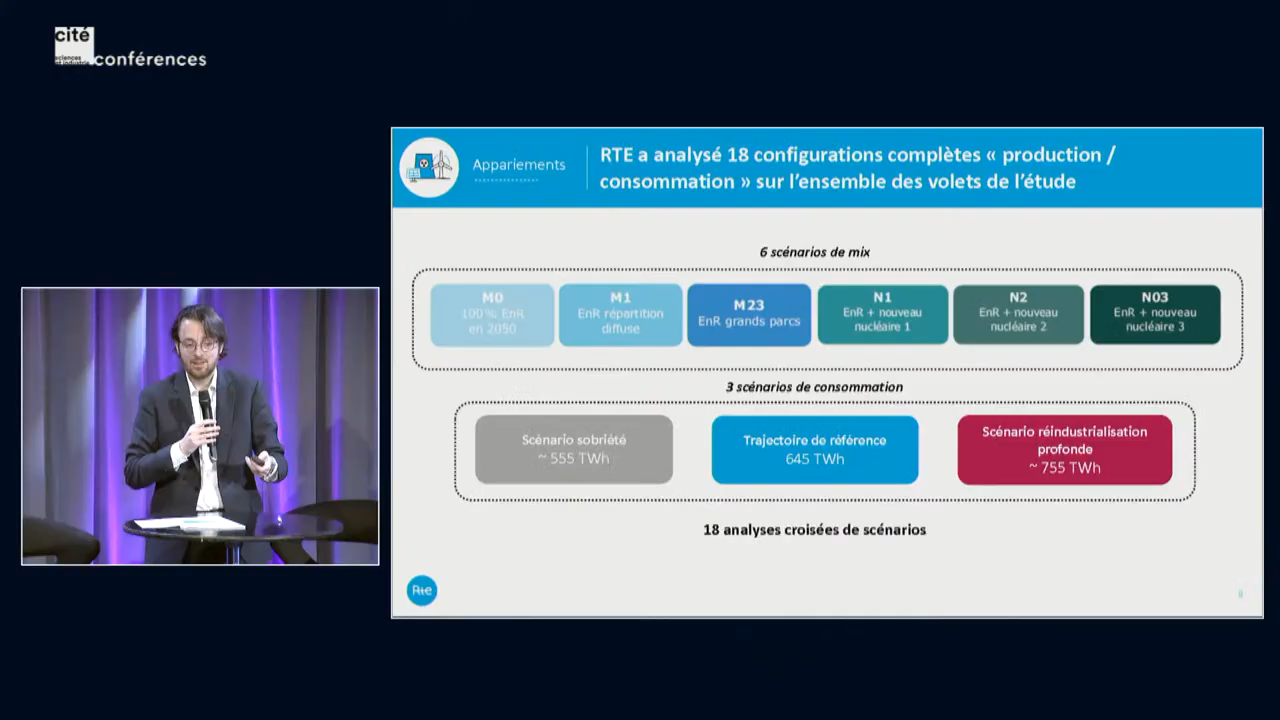 cité
sciences
et industrie
conférences
Appariements
RTE a analysé 18 configurations complètes « production /
consommation » sur l'ensemble des volets de l'étude
6 scénarios de mix
M0
100 % EnR
en 2050
M1
EnR répartition
diffuse
M23
EnR grands parcs
N1
EnR + nouveau
nucléaire 1
N2
EnR + nouveau
nucléaire 2
N03
EnR + nouveau
nucléaire 3
3 scénarios de consommation
Scénario sobriété
~ 555 TWh
Trajectoire de référence
645 TWh
Scénario réindustrialisation
profonde
~ 755 TWh
18 analyses croisées de scénarios
Rte